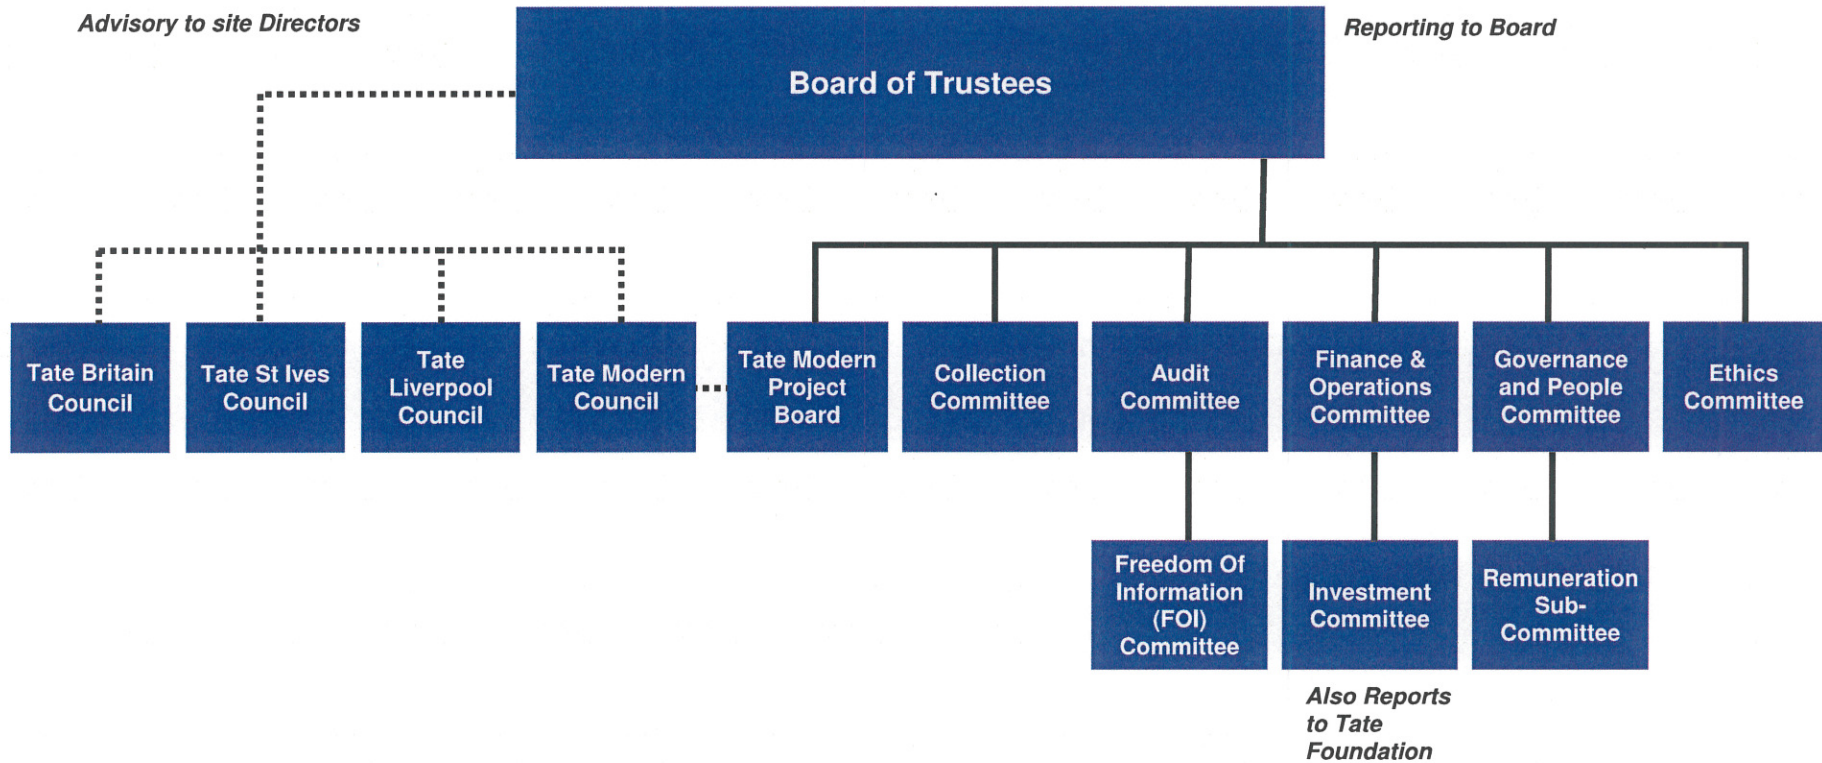 Advisory to site Directors
Board of Trustees
Reporting to Board
Tate Britain
Council
Tate St Ives
Council
Tate
Liverpool
Council
Tate Modern
Council
Tate Modern
Project
Board
Collection
Committee
Audit
Committee
Finance &
Operations
Committee
Governance
and People
Committee
Ethics
Committee
Freedom Of
Information
(FOI)
Committee
Investment
Committee
Remuneration
Sub-
Committee
Also Reports
to Tate
Foundation